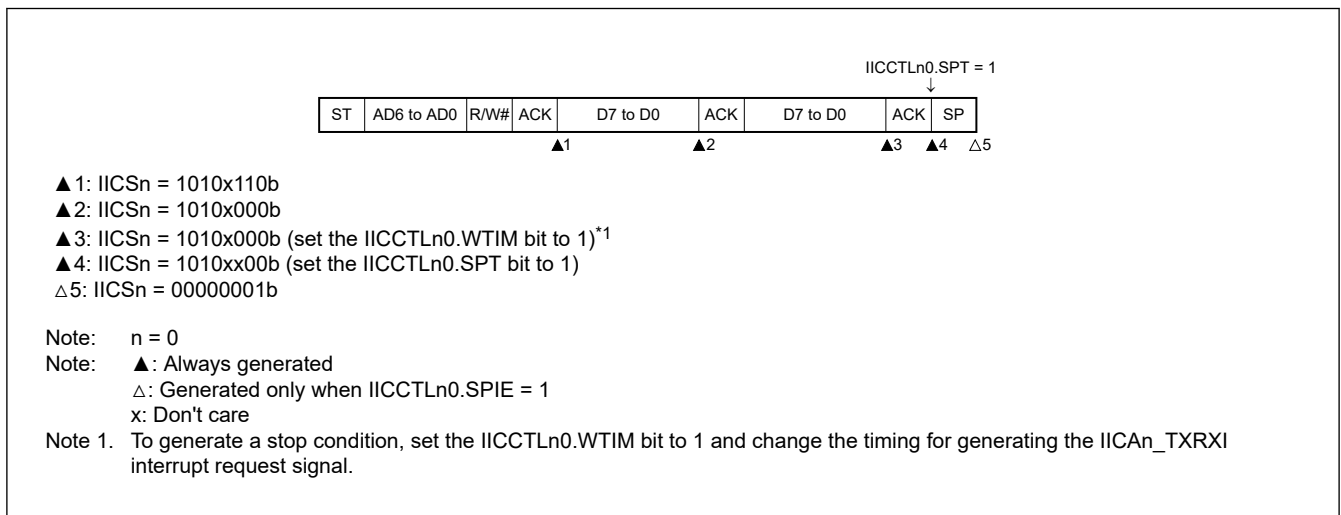 IICCTLn0.SPT = 1
↓
ST AD6 to AD0 R/W# ACK D7 to D0 ACK D7 to D0 ACK SP
▲1 ▲2 ▲3 ▲4 △5
▲1: IICSn = 1010x110b
▲2: IICSn = 1010x000b
▲3: IICSn = 1010x000b (set the IICCTLn0.WTIM bit to 1)*1
▲4: IICSn = 1010xx00b (set the IICCTLn0.SPT bit to 1)
△5: IICSn = 00000001b
Note: n = 0
Note: ▲: Always generated
△: Generated only when IICCTLn0.SPIE = 1
x: Don't care
Note 1. To generate a stop condition, set the IICCTLn0.WTIM bit to 1 and change the timing for generating the IICAn_TXRXI
interrupt request signal.